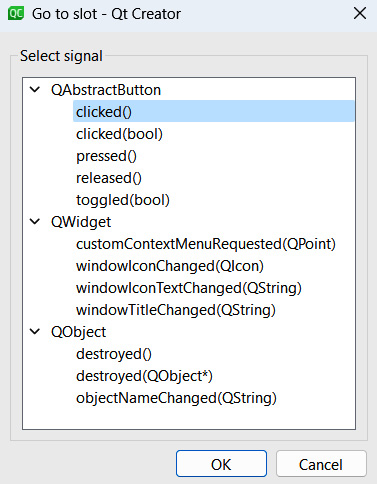 QC Go to slot - Qt Creator
Select signal
QAbstractButton
clicked()
clicked(bool)
pressed()
released()
toggled(bool)
QWidget
customContextMenuRequested(QPoint)
windowIconChanged(QIcon)
windowIconTextChanged(QString)
windowTitleChanged(QString)
QObject
destroyed()
destroyed(QObject*)
objectNameChanged(QString)
OK Cancel